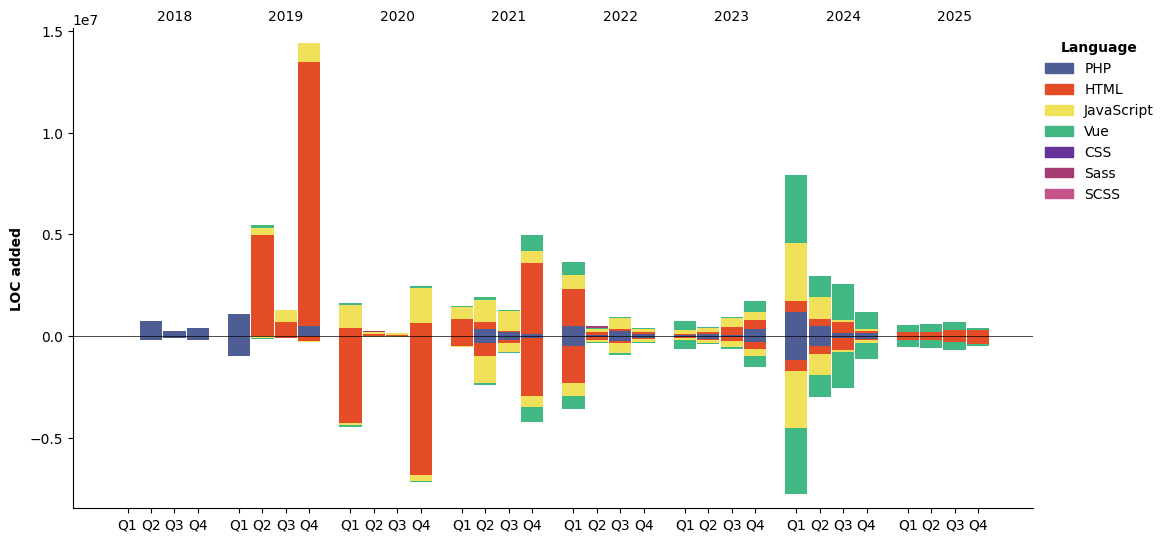 1e7 2018 2019 2020 2021 2022 2023 2024 2025
1.5
1.0
0.5
0.0
−0.5
LOC added
Language
PHP
HTML
JavaScript
Vue
CSS
Sass
SCSS
Q1 Q2 Q3 Q4 Q1 Q2 Q3 Q4 Q1 Q2 Q3 Q4 Q1 Q2 Q3 Q4 Q1 Q2 Q3 Q4 Q1 Q2 Q3 Q4 Q1 Q2 Q3 Q4 Q1 Q2 Q3 Q4